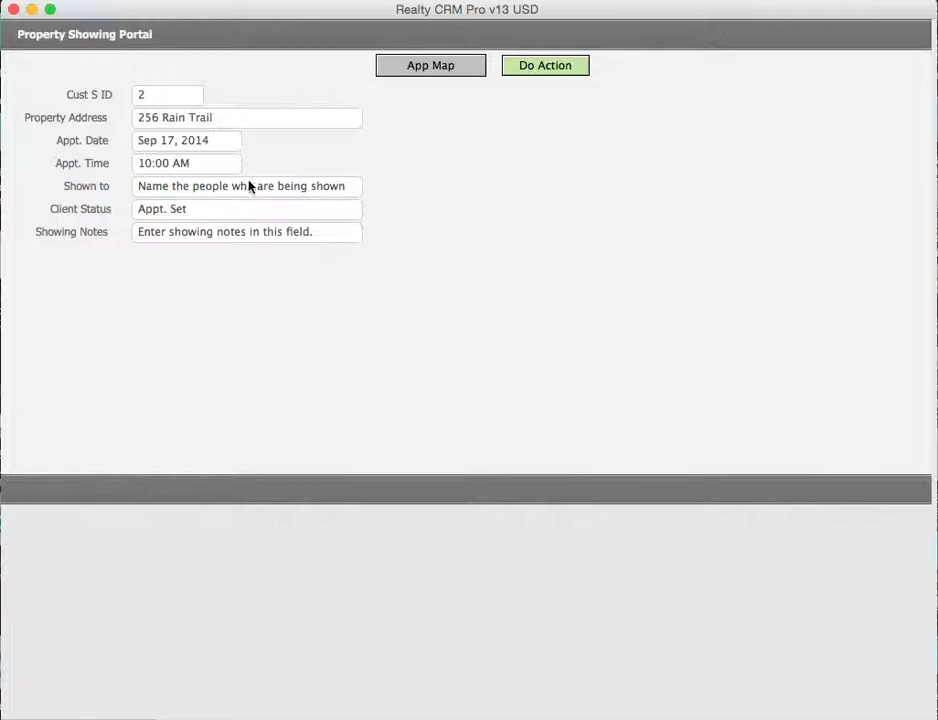 Realty CRM Pro v13 USD
Property Showing Portal
App Map Do Action
Cust S ID 2
Property Address 256 Rain Trail
Appt. Date Sep 17, 2014
Appt. Time 10:00 AM
Shown to Name the people who are being shown
Client Status Appt. Set
Showing Notes Enter showing notes in this field.